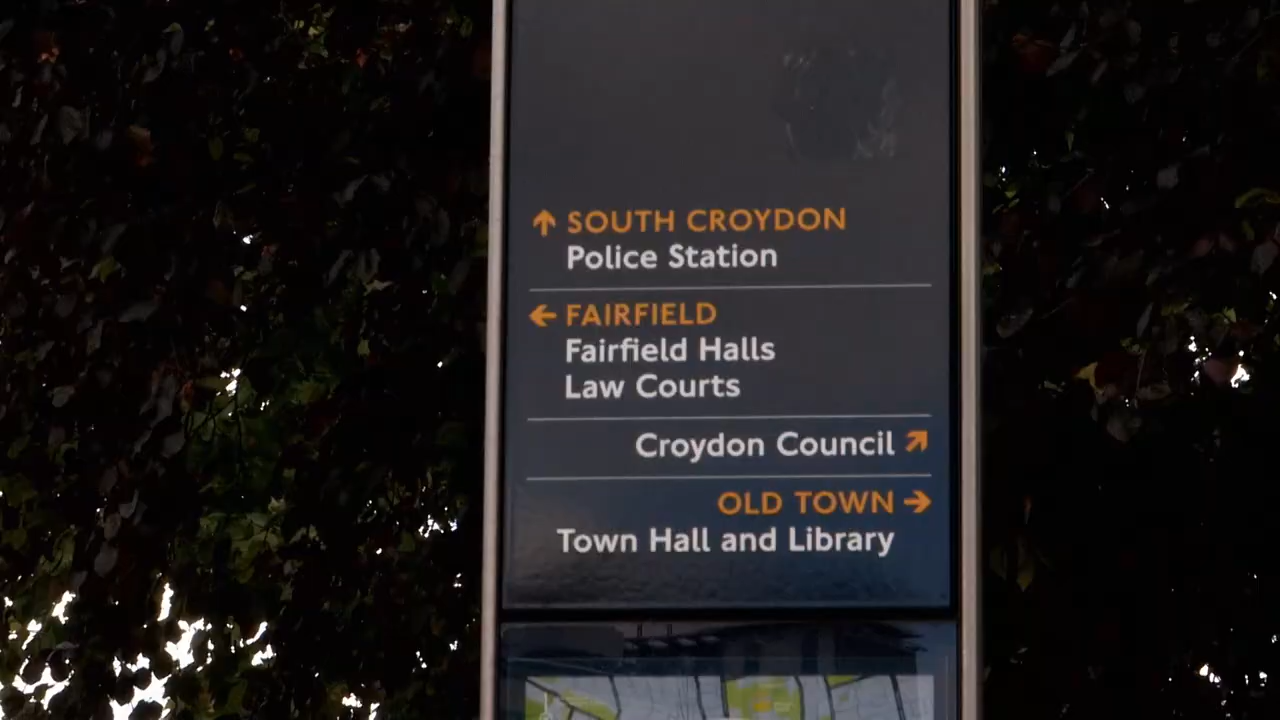 ↑ SOUTH CROYDON
Police Station
← FAIRFIELD
Fairfield Halls
Law Courts
Croydon Council ↗
OLD TOWN →
Town Hall and Library